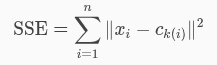 SSE = \sum_{i=1}^{n} \| x_i - c_{k(i)} \|^2